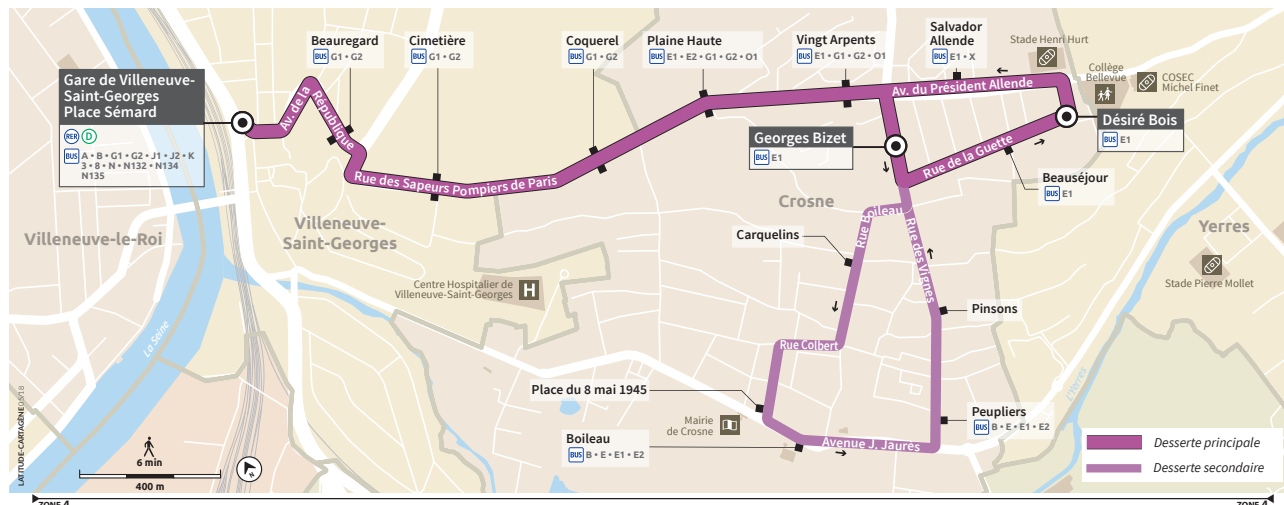 Gare de Villeneuve-
Saint-Georges
Place Sémard
RER D
BUS A • B • G1 • G2 • J1 • J2 • K
3 • 8 • N • N132 • N134
N135
Beauregard
BUS G1 • G2
Cimetière
BUS G1 • G2
Coquerel
BUS G1 • G2
Plaine Haute
BUS E1 • E2 • G1 • G2 • O1
Vingt Arpents
BUS E1 • G1 • G2 • O1
Salvador
Allende
BUS E1 • X
Stade Henri Hurt
Collège
Bellevue
COSEC
Michel Finet
Désiré Bois
BUS E1
Georges Bizet
BUS E1
Beauséjour
BUS E1
Av. de la
République
Rue des Sapeurs Pompiers de Paris
Av. du Président Allende
Rue de la Guette
Villeneuve-le-Roi
Villeneuve-
Saint-Georges
Crosne
Yerres
Rue Boileau
Rue des Vignes
Carquelins
Centre Hospitalier de
Villeneuve-Saint-Georges
H
Stade Pierre Mollet
Pinsons
La Seine
Rue Colbert
L'Yerres
Place du 8 mai 1945
Mairie
de Crosne
Peupliers
BUS B • E • E1 • E2
Boileau
BUS B • E • E1 • E2
Avenue J. Jaurès
Desserte principale
Desserte secondaire
LATITUDE-CARTAGÈNE 05/18
6 min
400 m
N
ZONE 4
ZONE 4